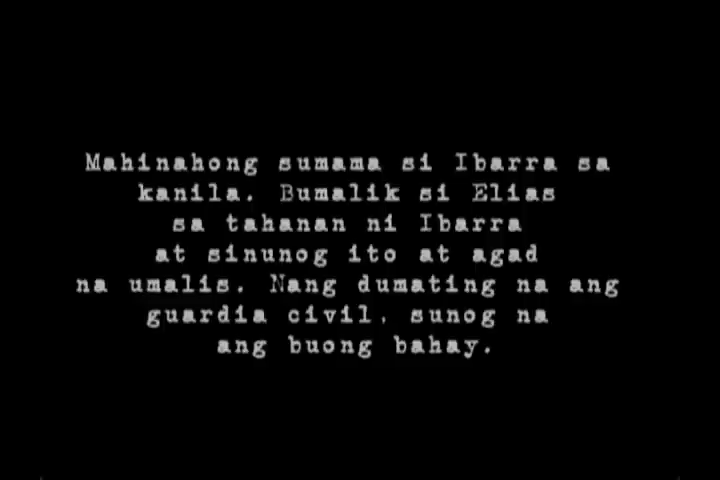 Mahinahong sumama si Ibarra sa
kanila. Bumalik si Elias
sa tahanan ni Ibarra
at sinunog ito at agad
na umalis. Nang dumating na ang
guardia civil, sunog na
ang buong bahay.